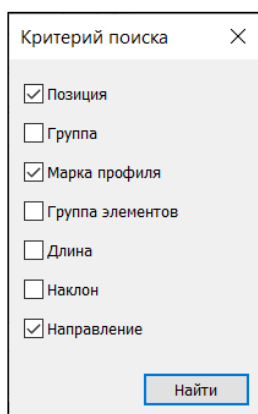 Критерий поиска
Позиция
Группа
Марка профиля
Группа элементов
Длина
Наклон
Направление
Найти